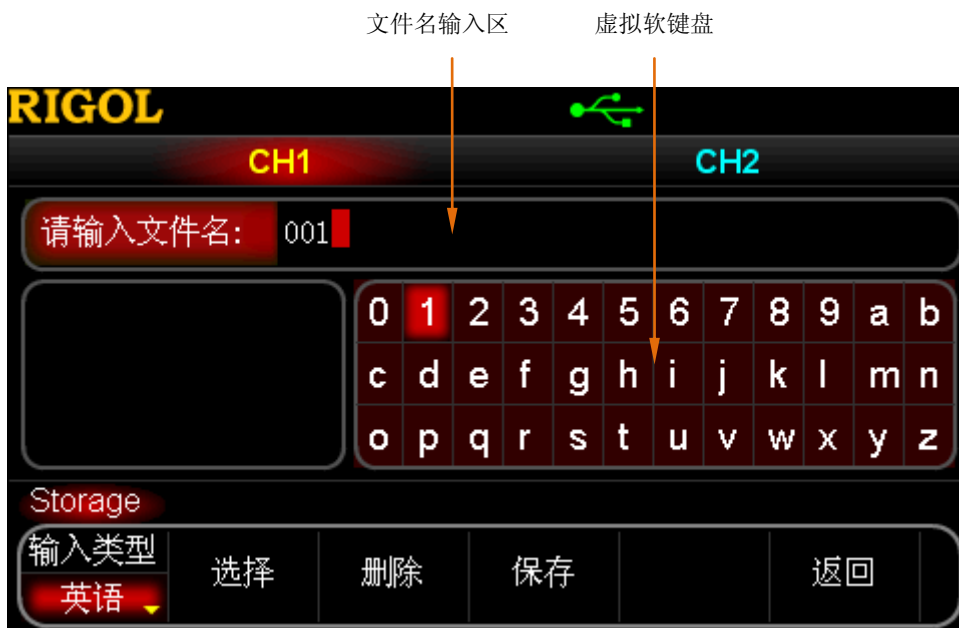 文件名输入区 虚拟软键盘
RIGOL
CH1 CH2
请输入文件名: 001
0 1 2 3 4 5 6 7 8 9 a b
c d e f g h i j k l m n
o p q r s t u v w x y z
Storage
输入类型
英语 选择 删除 保存 返回